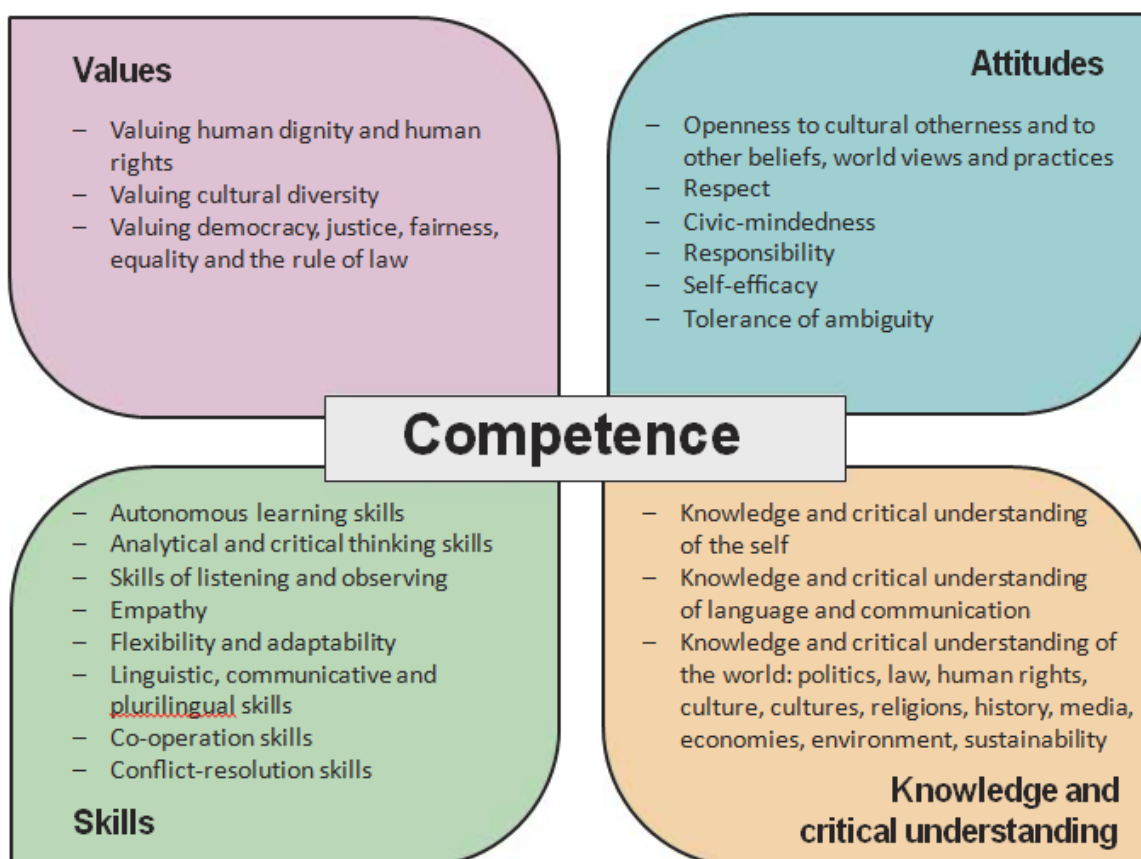 Values
– Valuing human dignity and human
rights
– Valuing cultural diversity
– Valuing democracy, justice, fairness,
equality and the rule of law
Attitudes
– Openness to cultural otherness and to
other beliefs, world views and practices
– Respect
– Civic-mindedness
– Responsibility
– Self-efficacy
– Tolerance of ambiguity
Competence
– Autonomous learning skills
– Analytical and critical thinking skills
– Skills of listening and observing
– Empathy
– Flexibility and adaptability
– Linguistic, communicative and
plurilingual skills
– Co-operation skills
– Conflict-resolution skills
Skills
– Knowledge and critical understanding
of the self
– Knowledge and critical understanding
of language and communication
– Knowledge and critical understanding of
the world: politics, law, human rights,
culture, cultures, religions, history, media,
economies, environment, sustainability
Knowledge and
critical understanding